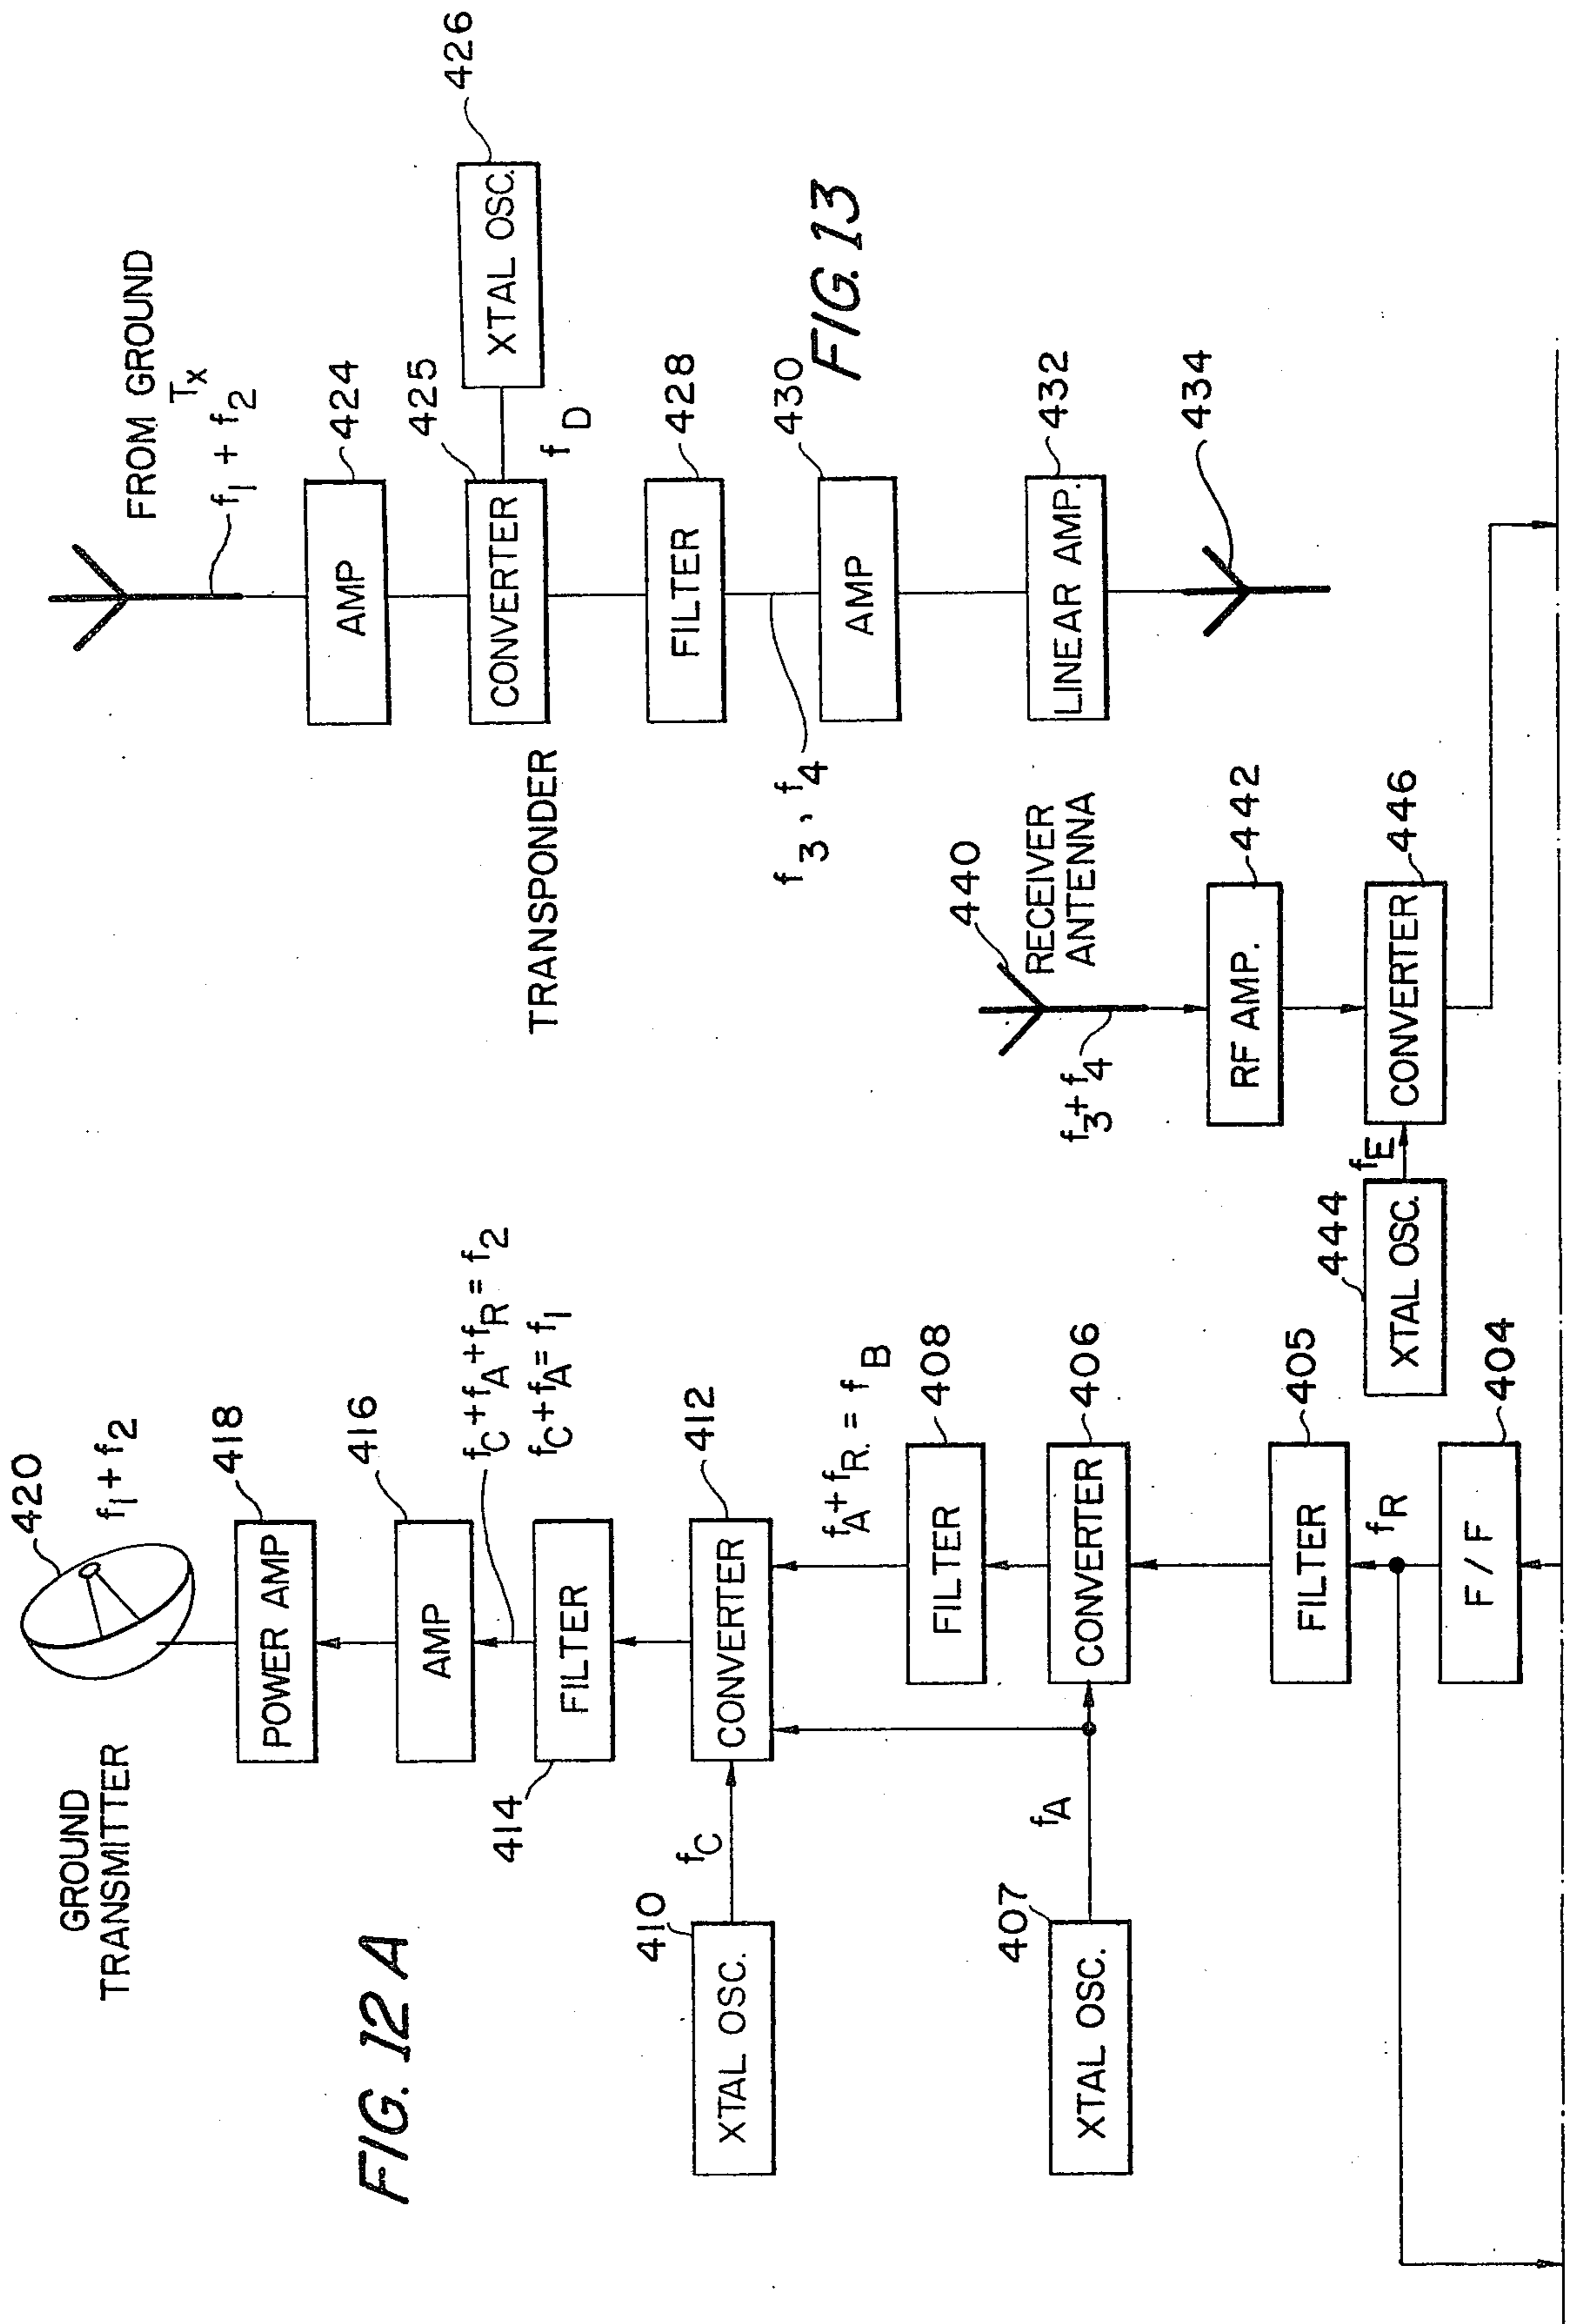 FIG. 12A
GROUND
TRANSMITTER
420
f1 + f2
POWER AMP
418
AMP
416
fC + fA + fR = f2
fC + fA = f1
FILTER
414
CONVERTER
412
XTAL OSC.
410
fC
fA + fR. = fB
FILTER
408
CONVERTER
406
XTAL OSC.
407
fA
FILTER
405
fR
F/F
404
440
RECEIVER
ANTENNA
f3 + f4
RF AMP.
442
CONVERTER
446
fE
444
XTAL OSC.
FIG. 13
TRANSPONDER
FROM GROUND
Tx
f1 + f2
AMP
424
CONVERTER
425
XTAL OSC.
426
fD
FILTER
428
f3, f4
AMP
430
LINEAR AMP.
432
434